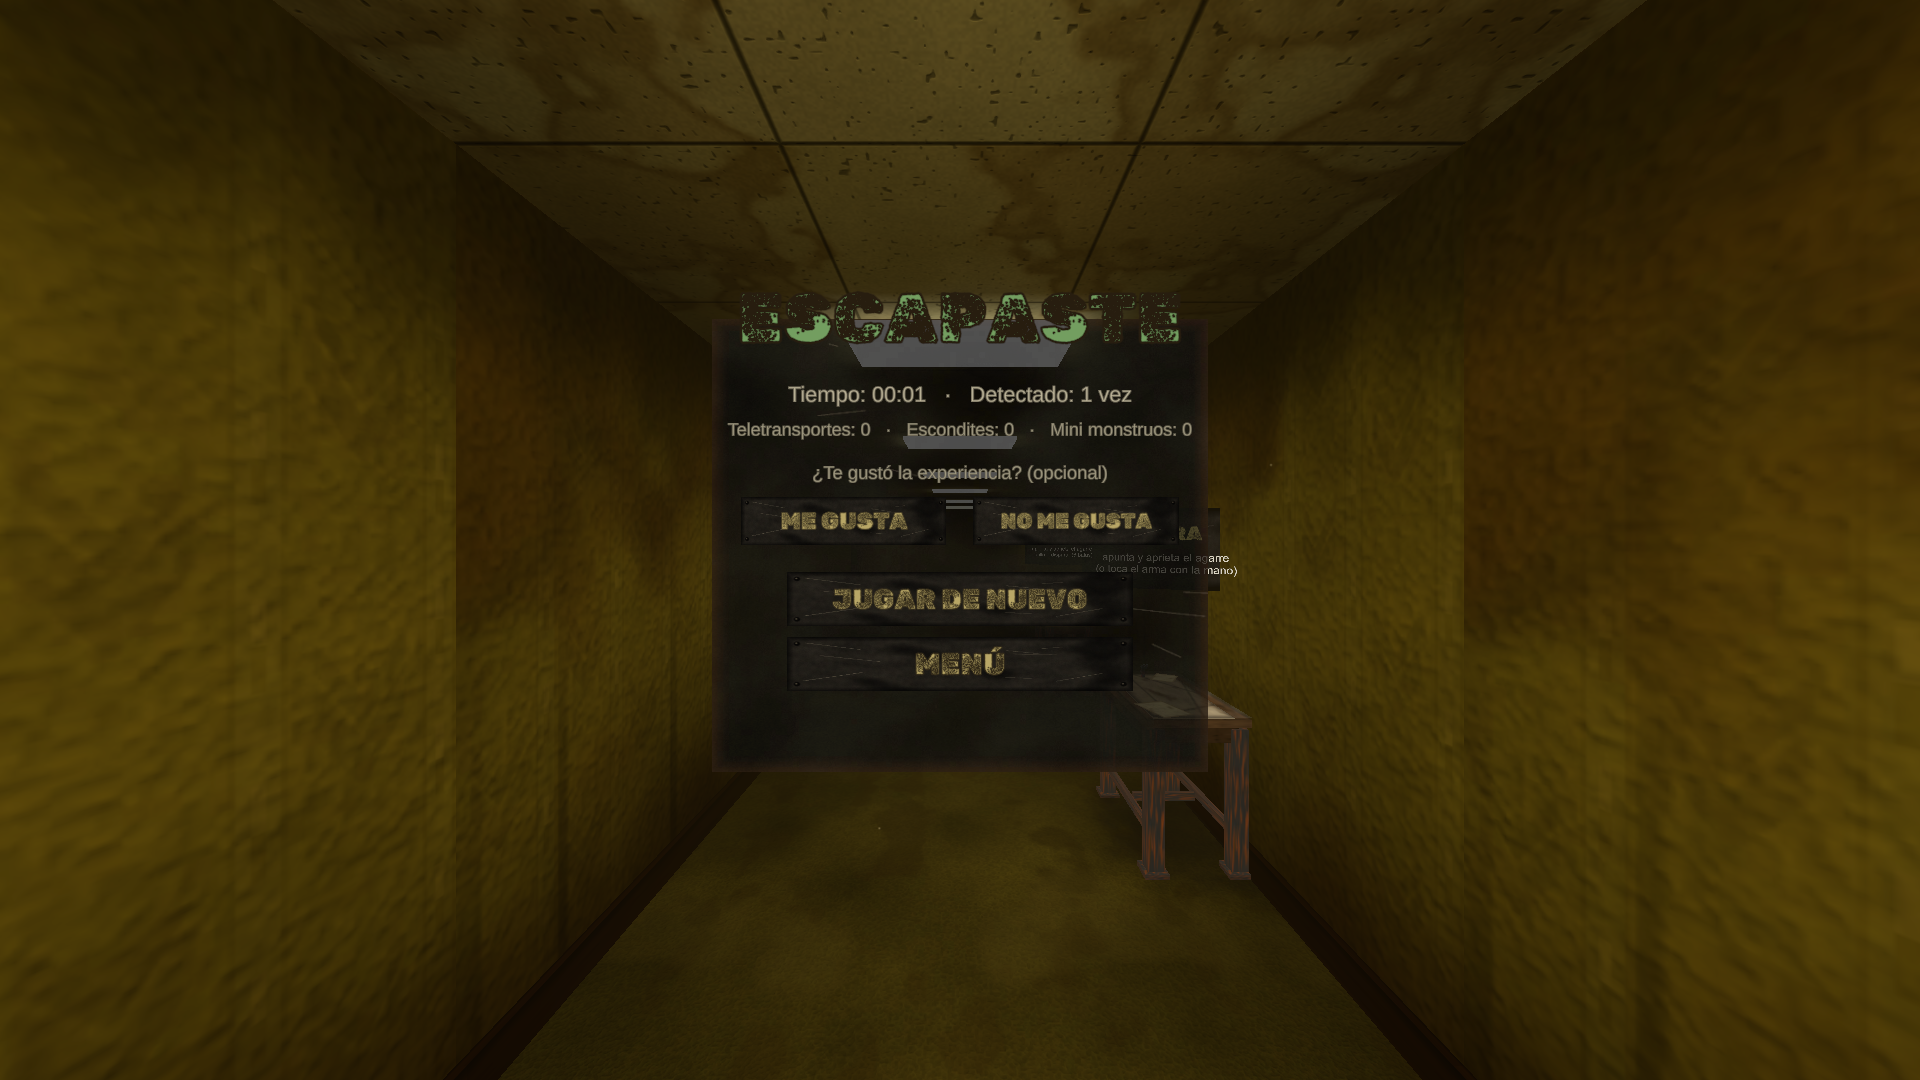 ESCAPASTE
Tiempo: 00:01 · Detectado: 1 vez
Teletransportes: 0 · Escondites: 0 · Mini monstruos: 0
¿Te gustó la experiencia? (opcional)
ME GUSTA
NO ME GUSTA
apunta y aprieta el agarre
(o toca el arma con la mano)
JUGAR DE NUEVO
MENÚ